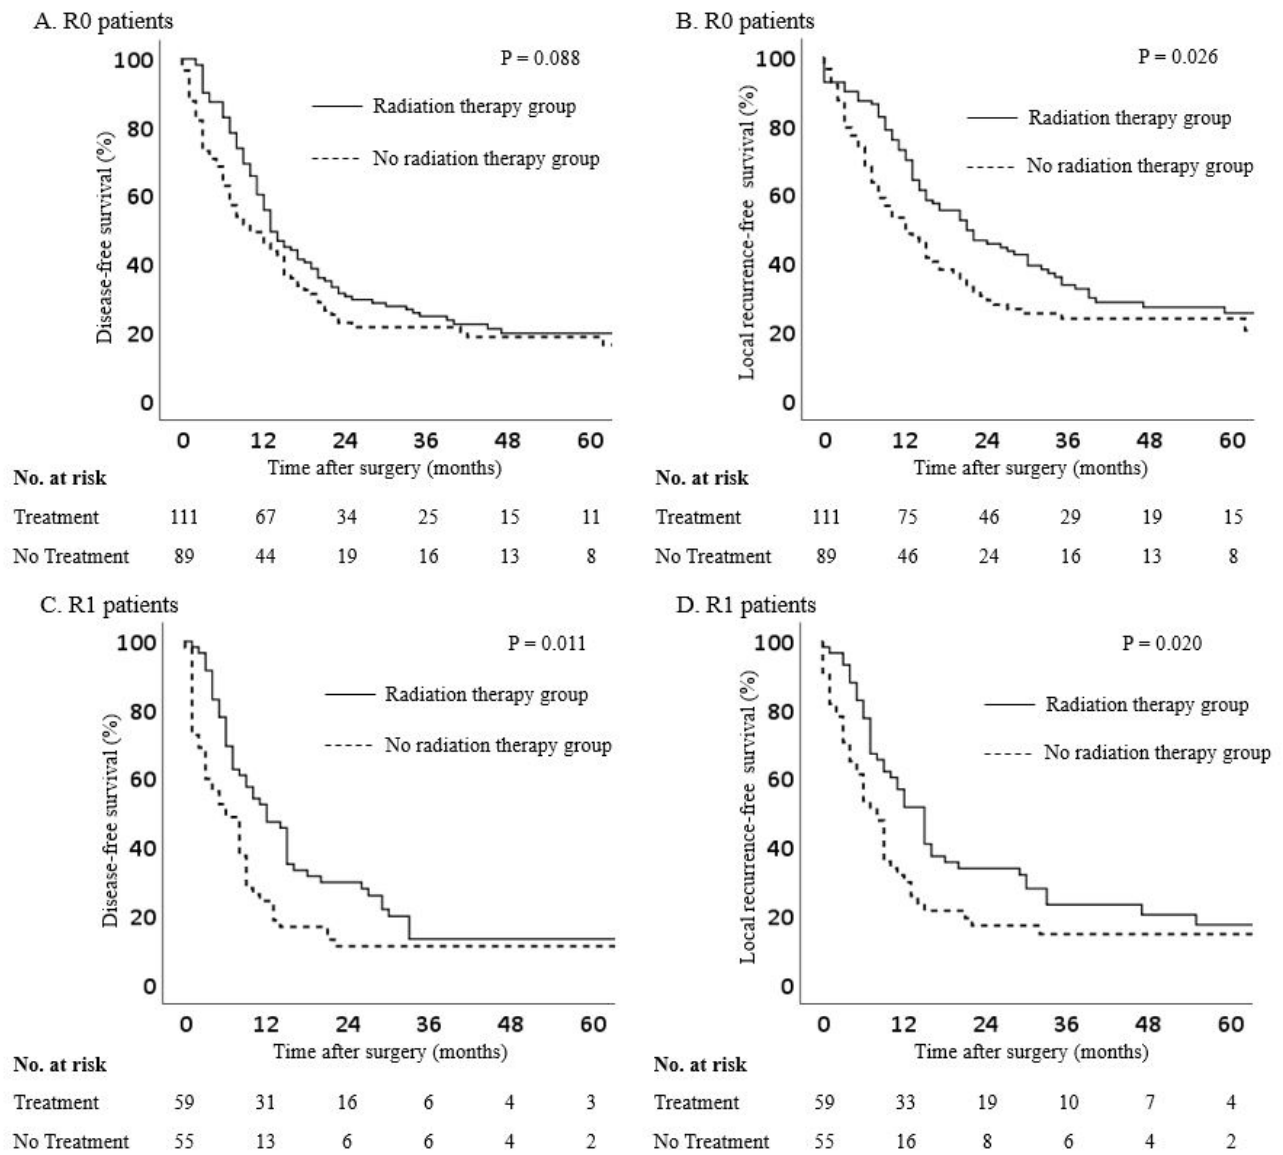 A. R0 patients
P = 0.088
Radiation therapy group
No radiation therapy group
Disease-free survival (%)
100
80
60
40
20
0
0 12 24 36 48 60
Time after surgery (months)
No. at risk
Treatment 111 67 34 25 15 11
No Treatment 89 44 19 16 13 8
B. R0 patients
P = 0.026
Radiation therapy group
No radiation therapy group
Local recurrence-free survival (%)
100
80
60
40
20
0
0 12 24 36 48 60
Time after surgery (months)
No. at risk
Treatment 111 75 46 29 19 15
No Treatment 89 46 24 16 13 8
C. R1 patients
P = 0.011
Radiation therapy group
No radiation therapy group
Disease-free survival (%)
100
80
60
40
20
0
0 12 24 36 48 60
Time after surgery (months)
No. at risk
Treatment 59 31 16 6 4 3
No Treatment 55 13 6 6 4 2
D. R1 patients
P = 0.020
Radiation therapy group
No radiation therapy group
Local recurrence-free survival (%)
100
80
60
40
20
0
0 12 24 36 48 60
Time after surgery (months)
No. at risk
Treatment 59 33 19 10 7 4
No Treatment 55 16 8 6 4 2